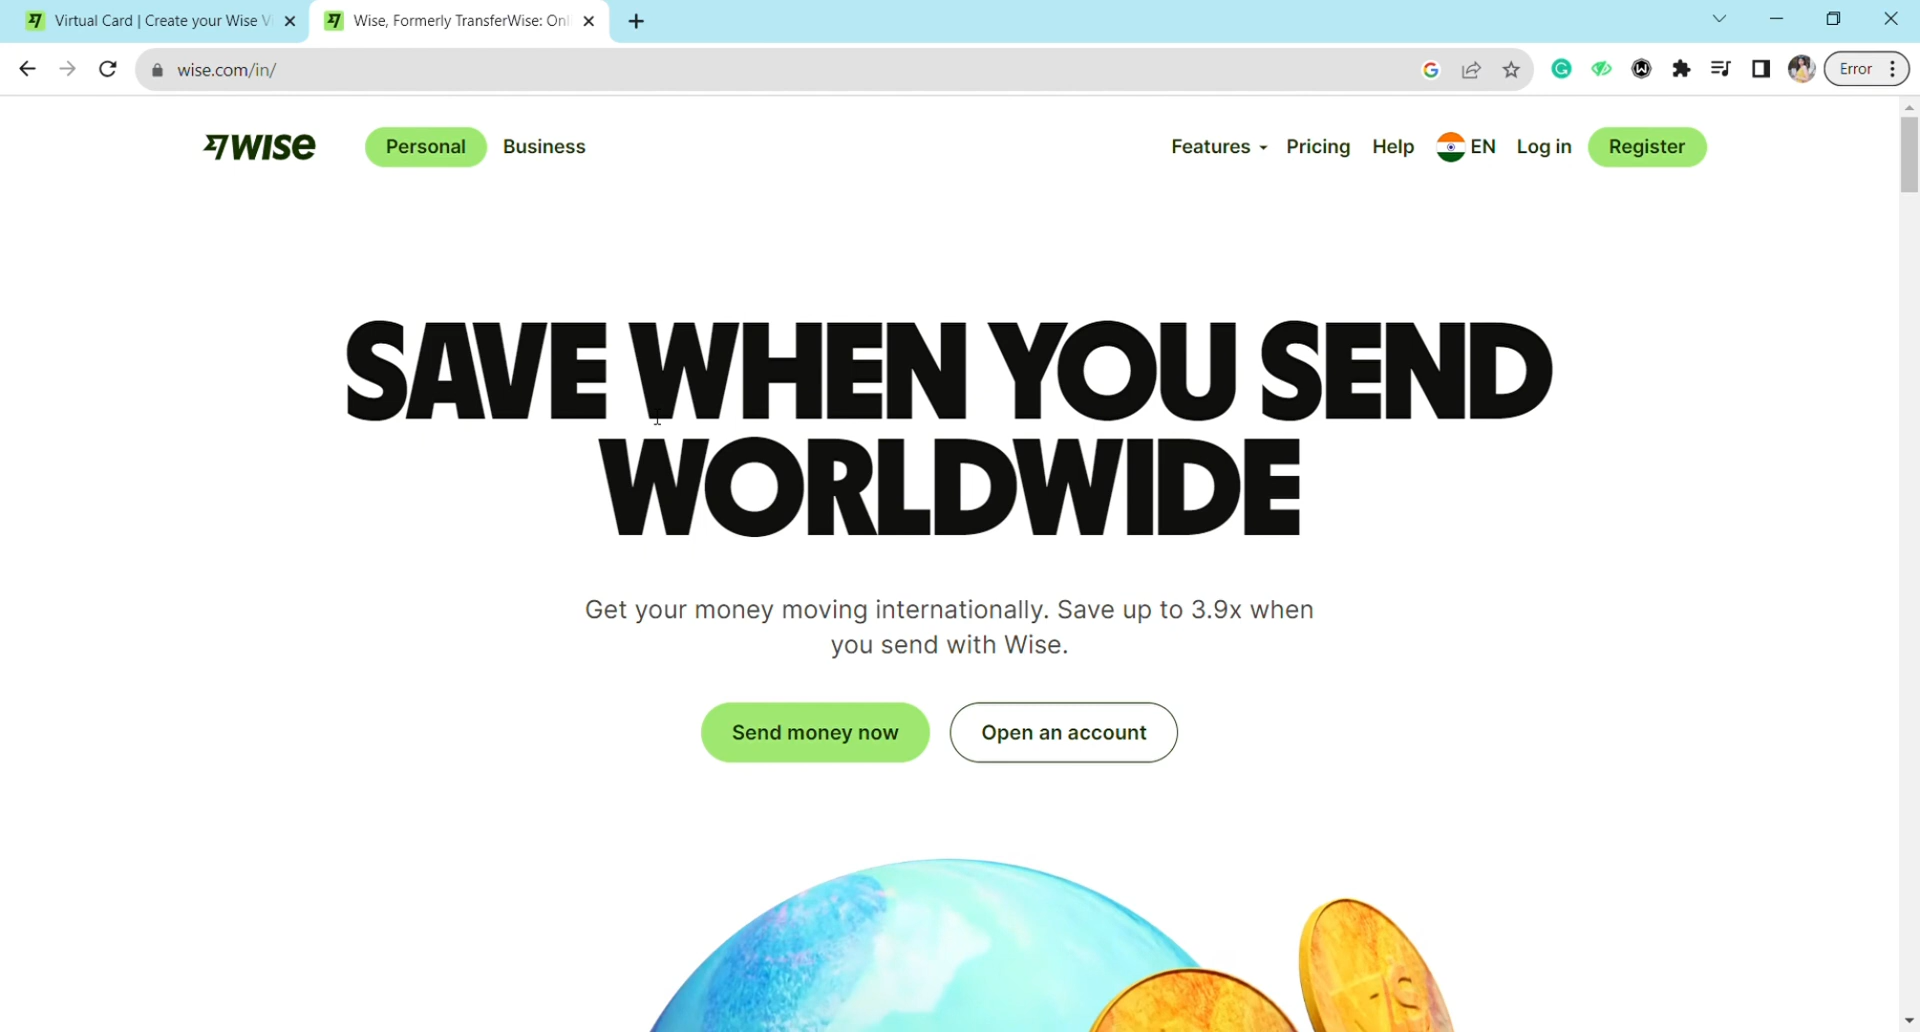 Virtual Card | Create your Wise Vi
Wise, Formerly TransferWise: Onl
wise.com/in/
Error
WISE
Personal
Business
Features
Pricing
Help
EN
Log in
Register
SAVE WHEN YOU SEND
WORLDWIDE
Get your money moving internationally. Save up to 3.9x when
you send with Wise.
Send money now
Open an account